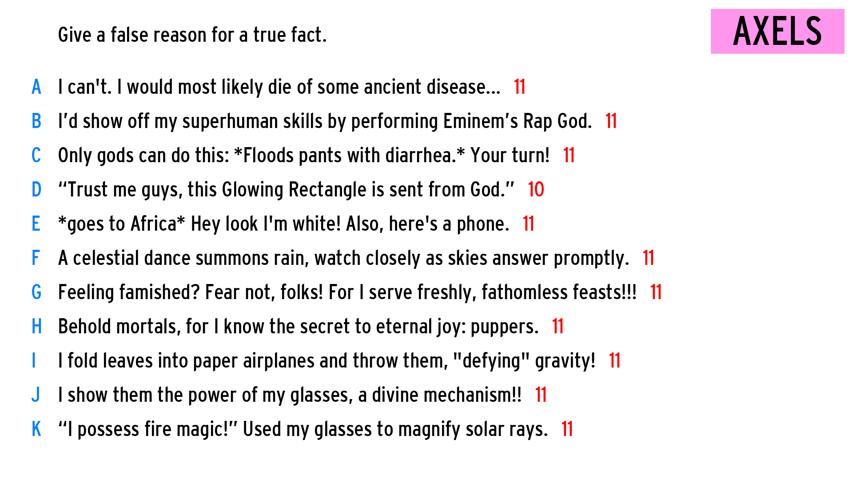 Give a false reason for a true fact.
AXELS
A I can't. I would most likely die of some ancient disease... 11
B I’d show off my superhuman skills by performing Eminem’s Rap God. 11
C Only gods can do this: *Floods pants with diarrhea.* Your turn! 11
D “Trust me guys, this Glowing Rectangle is sent from God.” 10
E *goes to Africa* Hey look I'm white! Also, here's a phone. 11
F A celestial dance summons rain, watch closely as skies answer promptly. 11
G Feeling famished? Fear not, folks! For I serve freshly, fathomless feasts!!! 11
H Behold mortals, for I know the secret to eternal joy: puppers. 11
I I fold leaves into paper airplanes and throw them, "defying" gravity! 11
J I show them the power of my glasses, a divine mechanism!! 11
K “I possess fire magic!” Used my glasses to magnify solar rays. 11